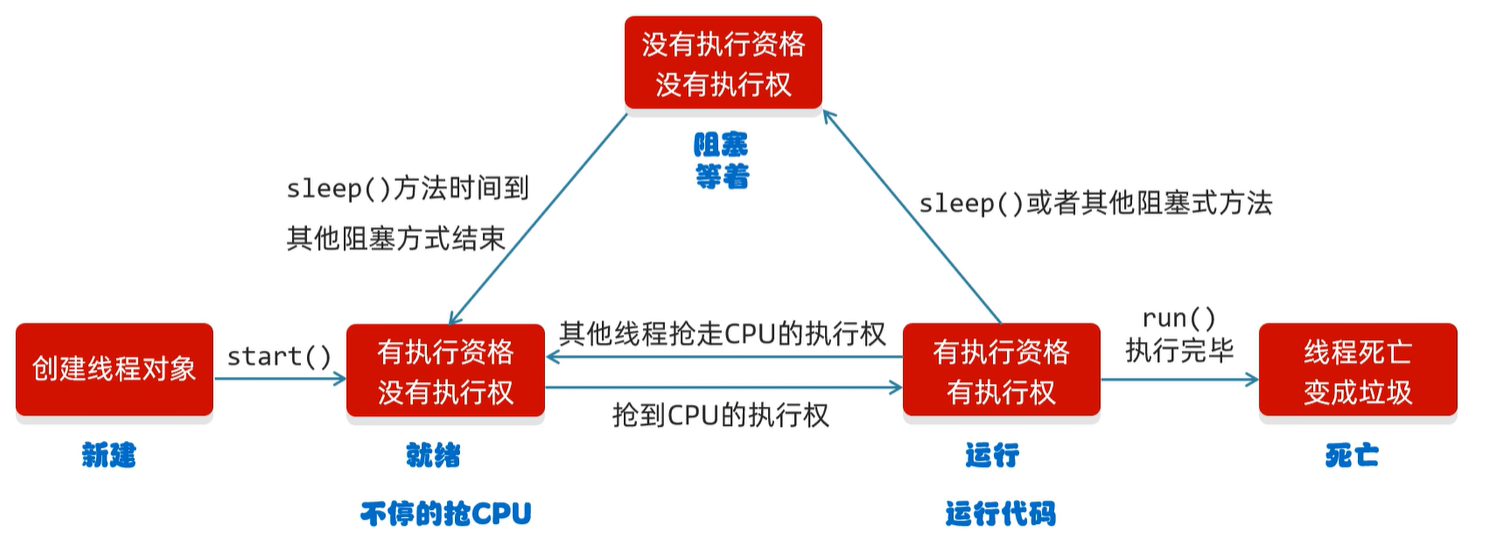 没有执行资格
没有执行权
阻塞
等着
sleep()方法时间到
其他阻塞方式结束
sleep()或者其他阻塞式方法
创建线程对象
start()
有执行资格
没有执行权
其他线程抢走CPU的执行权
抢到CPU的执行权
有执行资格
有执行权
run()
执行完毕
线程死亡
变成垃圾
新建
就绪
运行
死亡
不停的抢CPU
运行代码